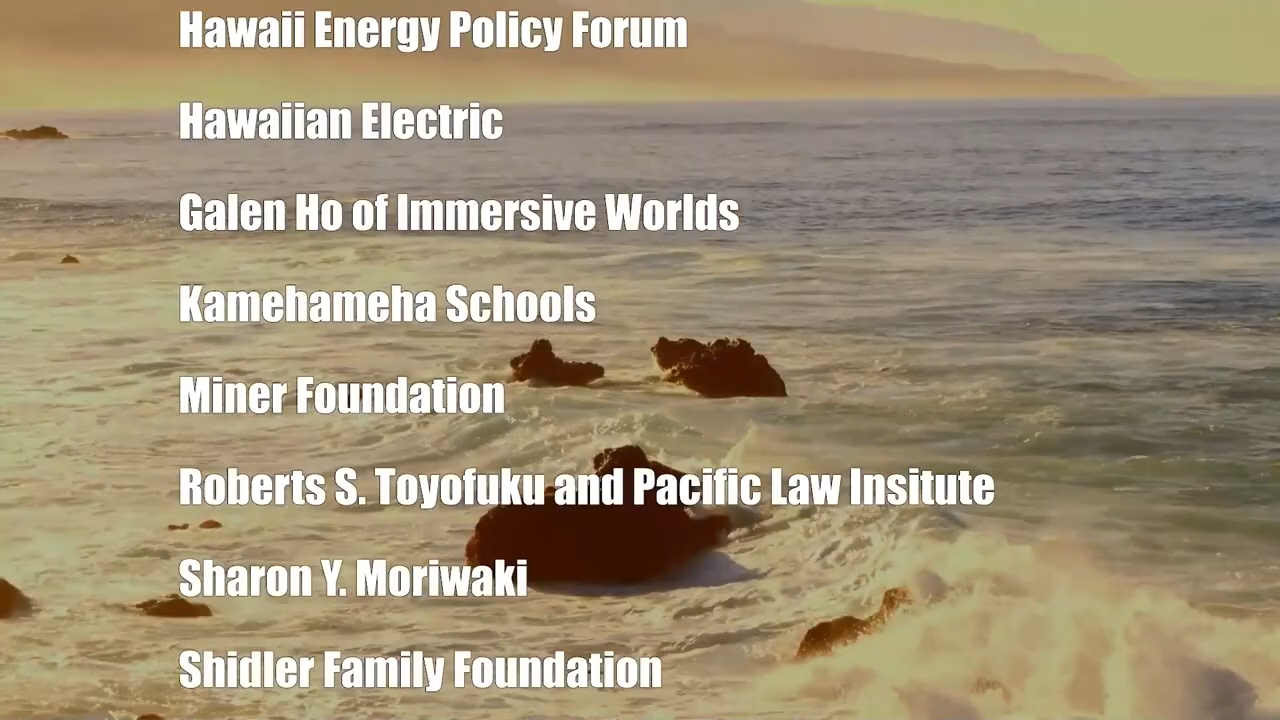 Hawaii Energy Policy Forum
Hawaiian Electric
Galen Ho of Immersive Worlds
Kamehameha Schools
Miner Foundation
Roberts S. Toyofuku and Pacific Law Insitute
Sharon Y. Moriwaki
Shidler Family Foundation